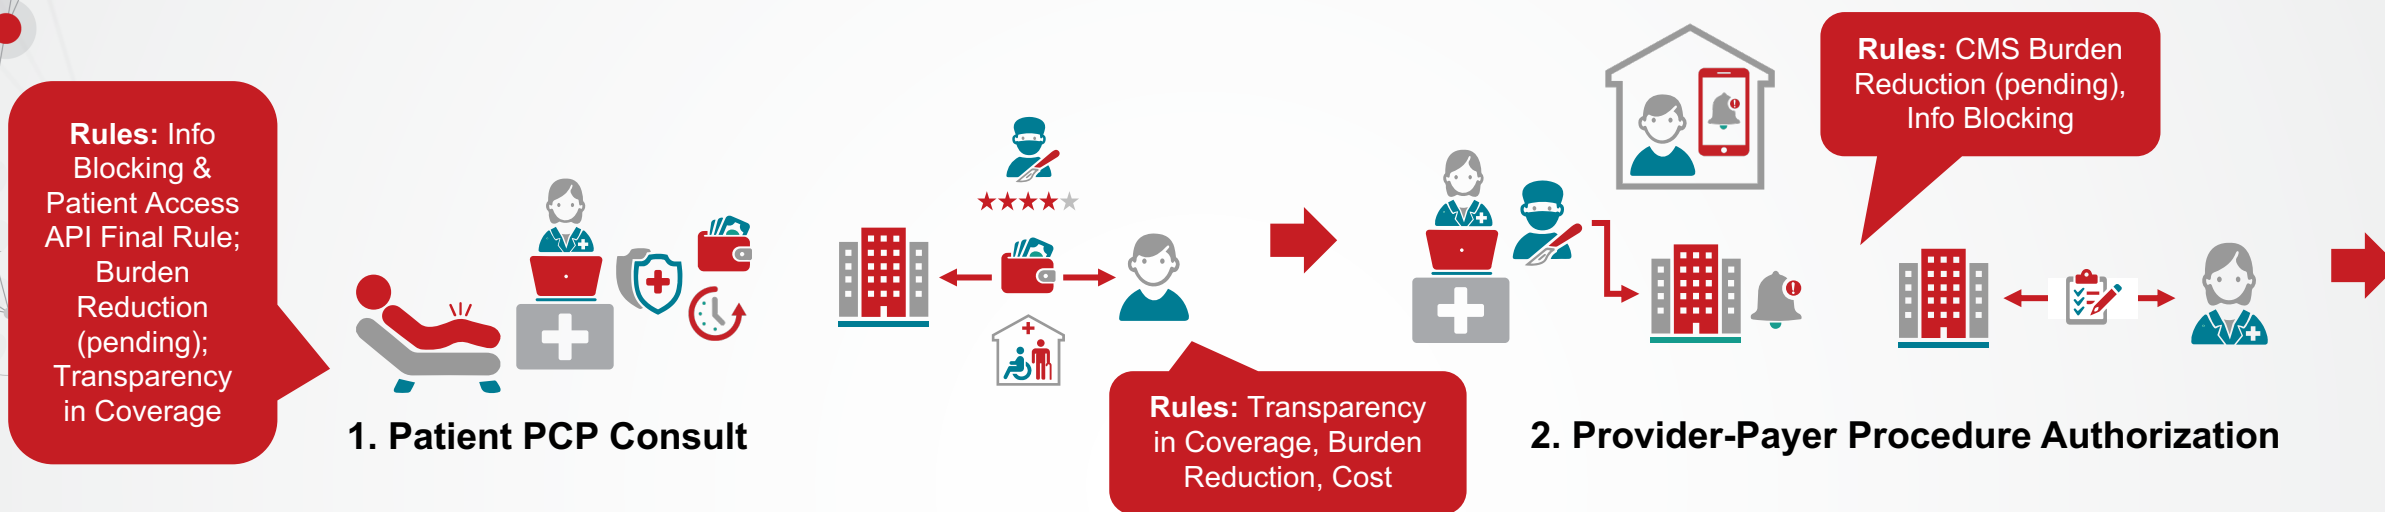 Rules: Info
Blocking &
Patient Access
API Final Rule;
Burden
Reduction
(pending);
Transparency
in Coverage
1. Patient PCP Consult
Rules: Transparency
in Coverage, Burden
Reduction, Cost
Rules: CMS Burden
Reduction (pending),
Info Blocking
2. Provider-Payer Procedure Authorization